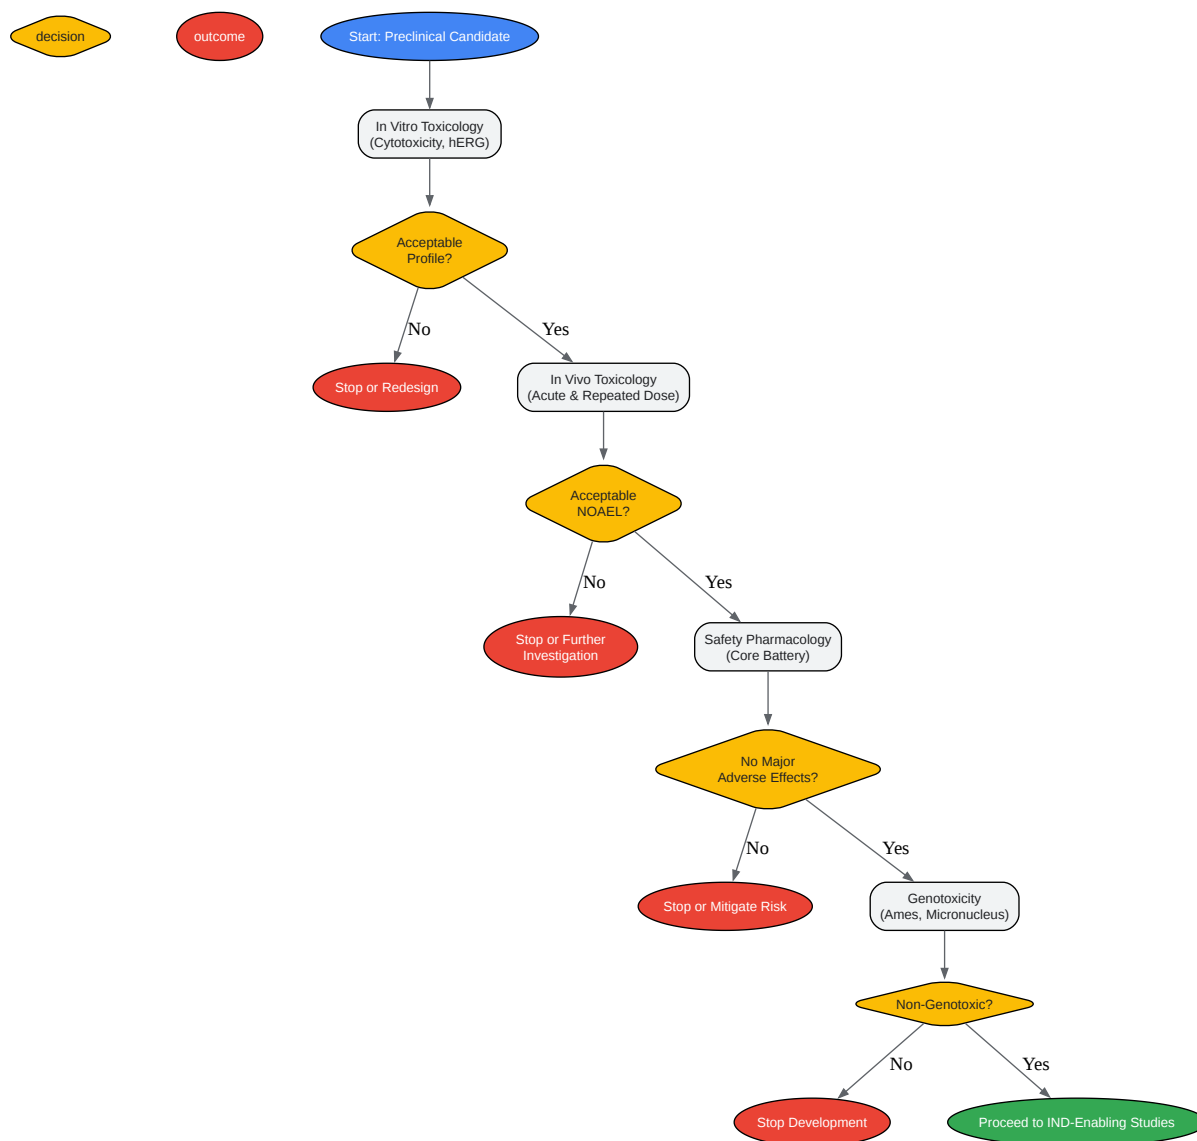 decision
outcome
Start: Preclinical Candidate
In Vitro Toxicology
(Cytotoxicity, hERG)
Acceptable
Profile?
No
Yes
Stop or Redesign
In Vivo Toxicology
(Acute & Repeated Dose)
Acceptable
NOAEL?
No
Yes
Stop or Further
Investigation
Safety Pharmacology
(Core Battery)
No Major
Adverse Effects?
No
Yes
Stop or Mitigate Risk
Genotoxicity
(Ames, Micronucleus)
Non-Genotoxic?
No
Yes
Stop Development
Proceed to IND-Enabling Studies